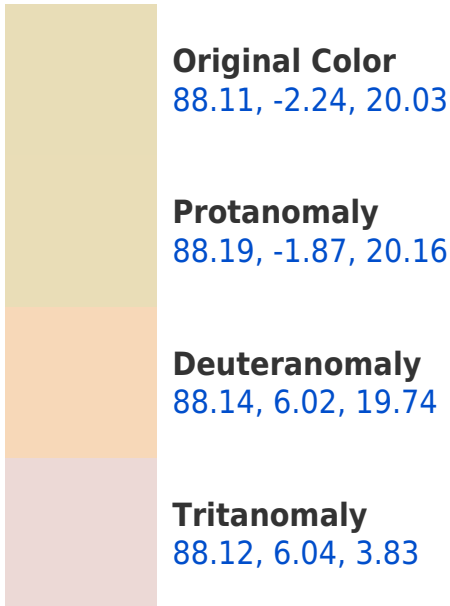 Original Color
88.11, -2.24, 20.03
Protanomaly
88.19, -1.87, 20.16
Deuteranomaly
88.14, 6.02, 19.74
Tritanomaly
88.12, 6.04, 3.83